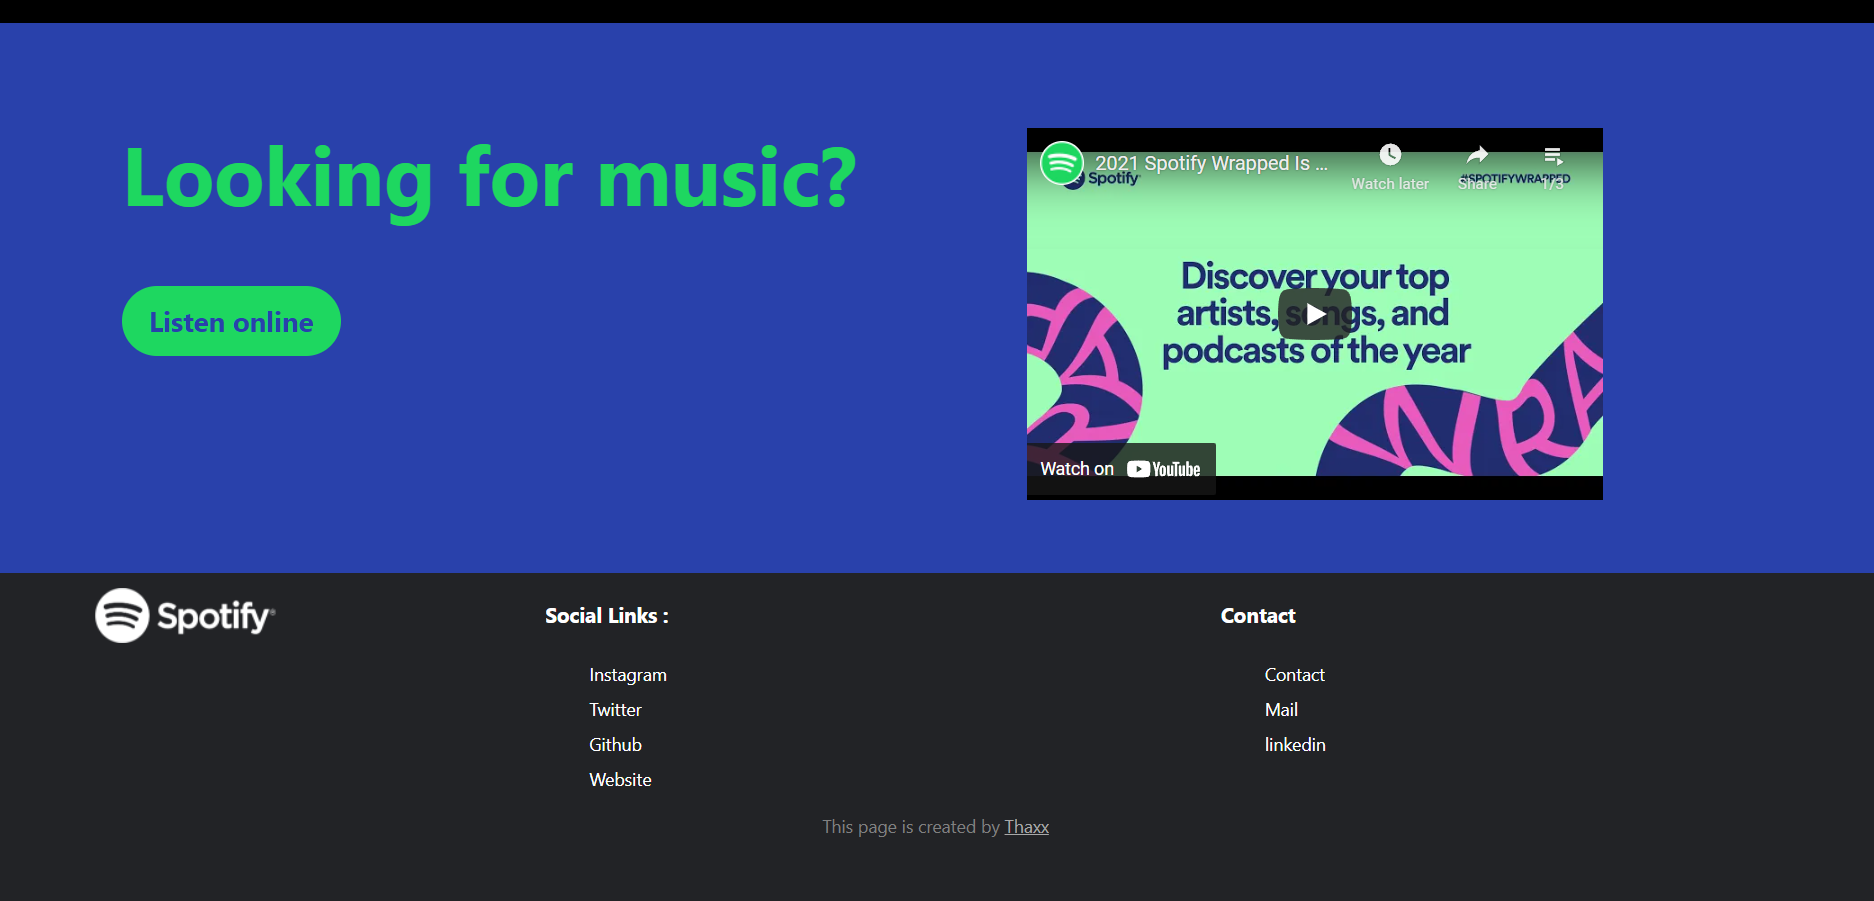 Looking for music?
Listen online
2021 Spotify Wrapped Is ...
Watch later
Share
1/3
Spotify
#SPOTIFYWRAPPED
Discover your top
artists, songs, and
podcasts of the year
Watch on YouTube
Spotify
Social Links :
Instagram
Twitter
Github
Website
Contact
Contact
Mail
linkedin
This page is created by Thaxx